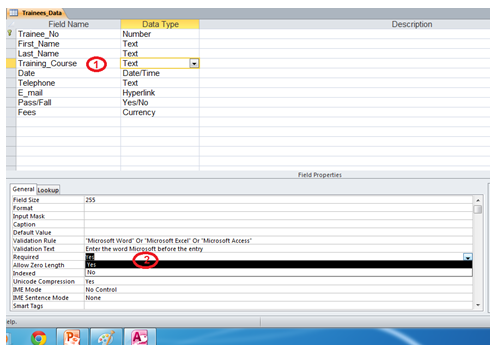 Trainees_Data
Field Name Data Type Description
Trainee_No Number
First_Name Text
Last_Name Text
Training_Course 1 Text
Date Date/Time
Telephone Text
E_mail Hyperlink
Pass/Fall Yes/No
Fees Currency
Field Properties
General Lookup
Field Size 255
Format
Input Mask
Caption
Default Value
Validation Rule "Microsoft Word" Or "Microsoft Excel" Or "Microsoft Access"
Validation Text Enter the word Microsoft before the entry
Required Yes 2
Allow Zero Length Yes
Indexed No
Unicode Compression Yes
IME Mode No Control
IME Sentence Mode None
Smart Tags
elp.